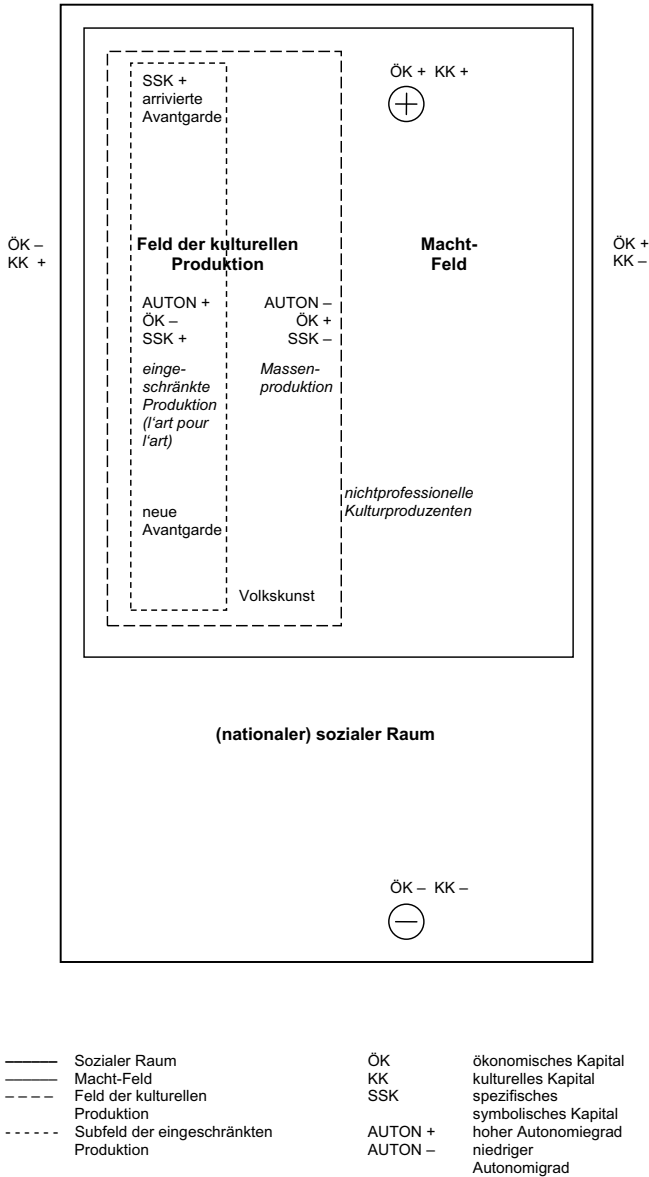 ÖK + KK +
SSK +
arrivierte
Avantgarde
ÖK –
KK +
Feld der kulturellen
Produktion
Macht-
Feld
ÖK +
KK –
AUTON +
ÖK –
SSK +
AUTON –
ÖK +
SSK –
einge-
schränkte
Produktion
(l'art pour
l'art)
Massen-
produktion
nichtprofessionelle
Kulturproduzenten
neue
Avantgarde
Volkskunst
(nationaler) sozialer Raum
ÖK – KK –
Sozialer Raum
Macht-Feld
Feld der kulturellen
Produktion
Subfeld der eingeschränkten
Produktion
ÖK ökonomisches Kapital
KK kulturelles Kapital
SSK spezifisches
symbolisches Kapital
AUTON + hoher Autonomiegrad
AUTON – niedriger
Autonomigrad